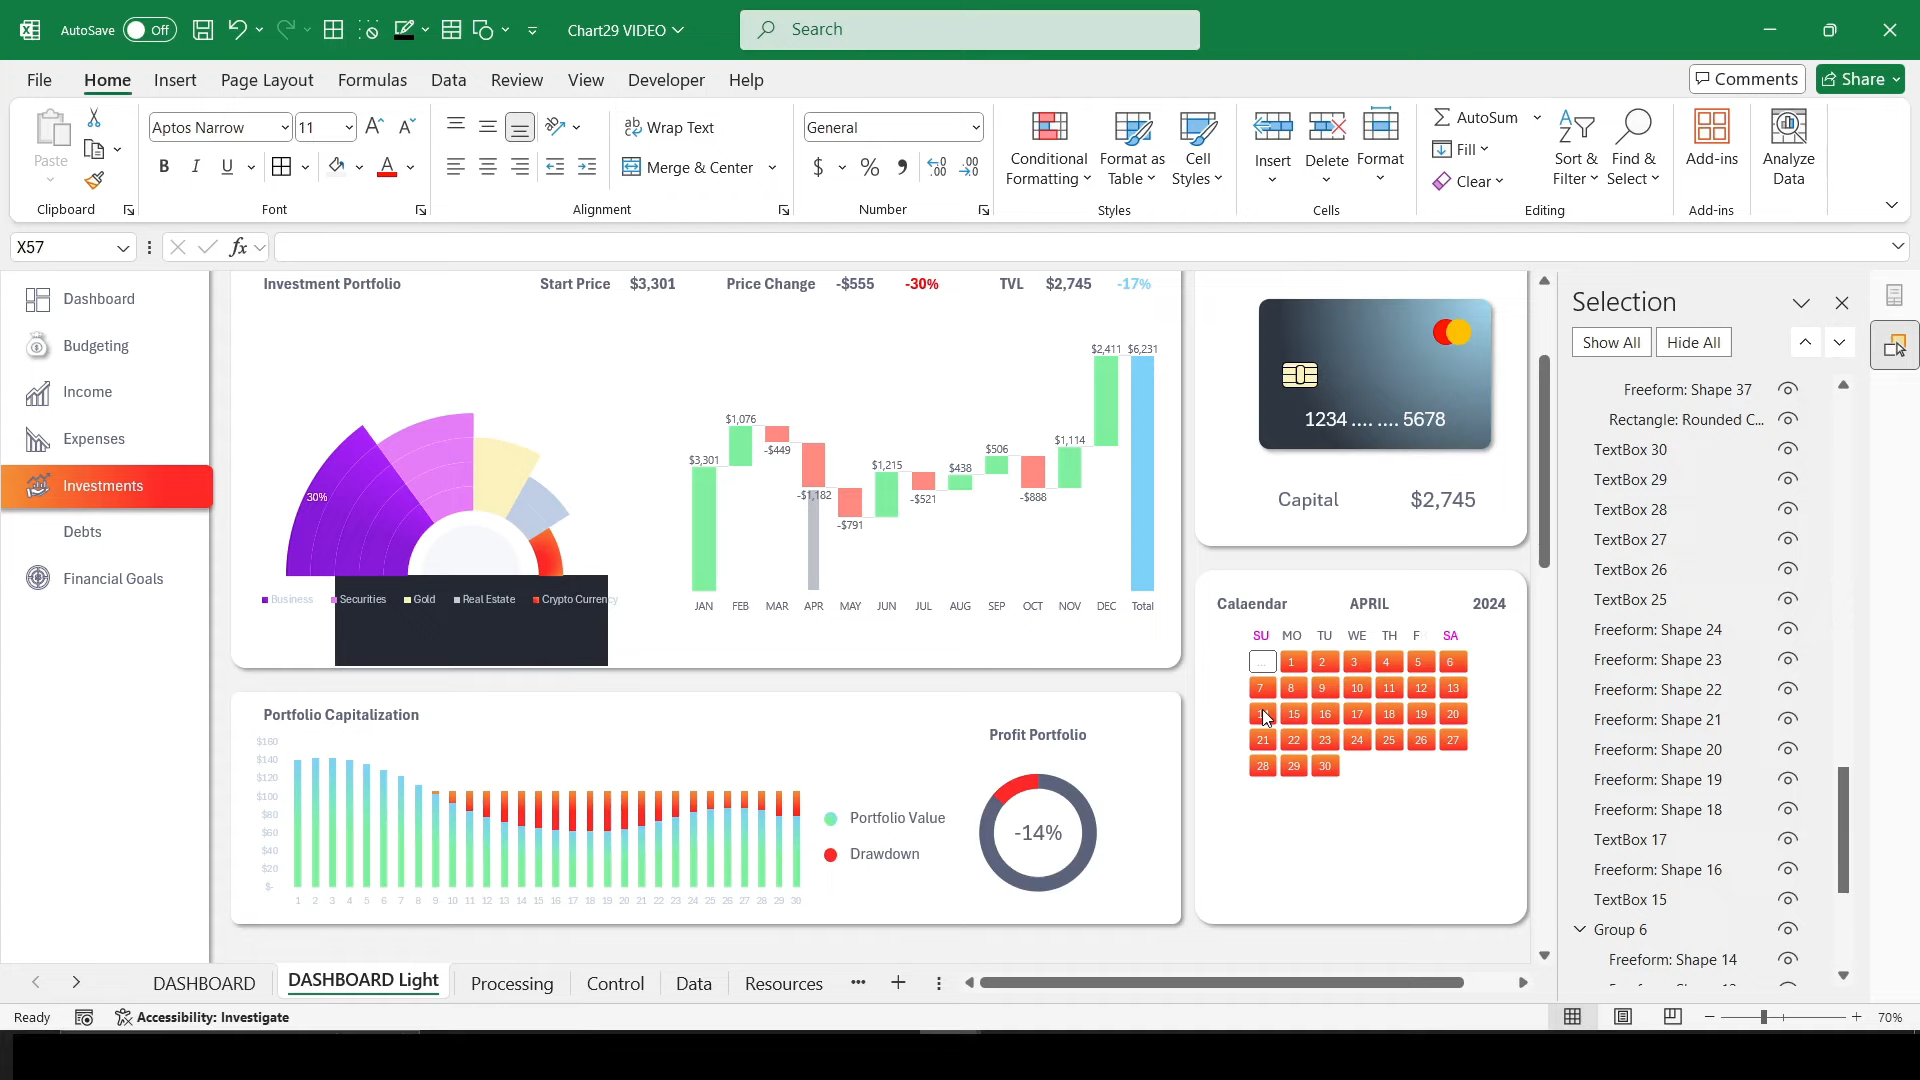 AutoSave Off Chart29 VIDEO Search
File Home Insert Page Layout Formulas Data Review View Developer Help Comments Share
Paste
Clipboard
Aptos Narrow 11
B I U A
Font
Wrap Text
Merge & Center
Alignment
General
$ % 9
Number
Conditional Formatting
Format as Table
Cell Styles
Styles
Insert Delete Format
Cells
AutoSum
Fill
Clear
Sort & Filter
Find & Select
Editing
Add-ins
Add-ins
Analyze Data
X57 fx
Dashboard
Budgeting
Income
Expenses
Investments
Debts
Financial Goals
Investment Portfolio Start Price $3,301 Price Change -$555 -30% TVL $2,745 -17%
30%
Business Securities Gold Real Estate Crypto Currency
$3,301 $1,076 -$449 -$1,182 -$791 $1,215 -$521 $438 $506 -$888 $1,114 $2,411 $6,231
JAN FEB MAR APR MAY JUN JUL AUG SEP OCT NOV DEC Total
1234 .... .... 5678
Capital $2,745
Portfolio Capitalization
$160
$140
$120
$100
$80
$60
$40
$20
$-
1 2 3 4 5 6 7 8 9 10 11 12 13 14 15 16 17 18 19 20 21 22 23 24 25 26 27 28 29 30
Portfolio Value
Drawdown
Profit Portfolio
-14%
Calaendar APRIL 2024
SU MO TU WE TH F SA
... 1 2 3 4 5 6
7 8 9 10 11 12 13
15 16 17 18 19 20
21 22 23 24 25 26 27
28 29 30
Selection
Show All Hide All
Freeform: Shape 37
Rectangle: Rounded C...
TextBox 30
TextBox 29
TextBox 28
TextBox 27
TextBox 26
TextBox 25
Freeform: Shape 24
Freeform: Shape 23
Freeform: Shape 22
Freeform: Shape 21
Freeform: Shape 20
Freeform: Shape 19
Freeform: Shape 18
TextBox 17
Freeform: Shape 16
TextBox 15
Group 6
Freeform: Shape 14
DASHBOARD DASHBOARD Light Processing Control Data Resources ...
Ready Accessibility: Investigate 70%